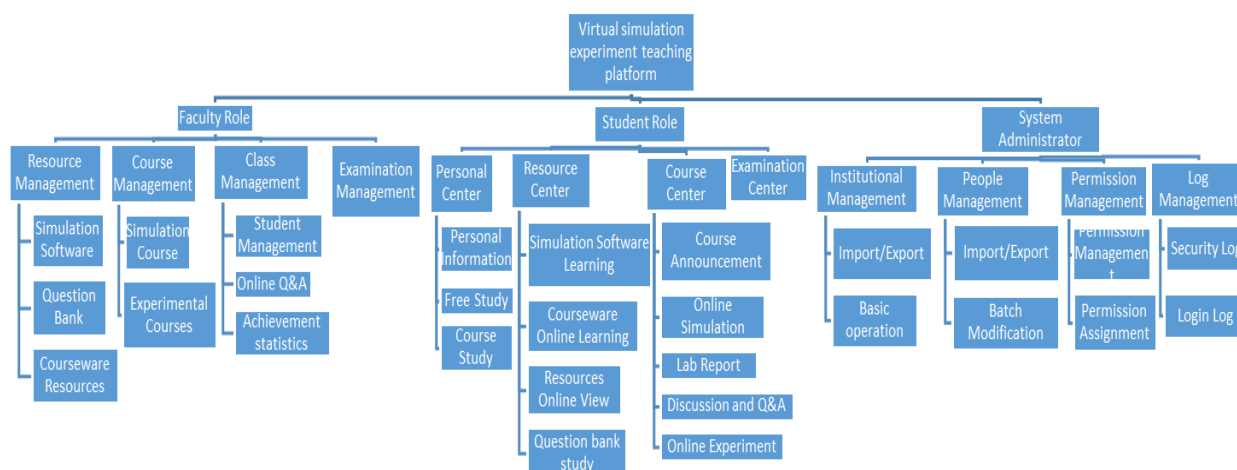 Virtual simulation
experiment teaching
platform
Faculty Role
Student Role
System
Administrator
Resource
Management
Course
Management
Class
Management
Examination
Management
Personal
Center
Resource
Center
Course
Center
Examination
Center
Institutional
Management
People
Management
Permission
Management
Log
Management
Simulation
Software
Question
Bank
Courseware
Resources
Simulation
Course
Experimental
Courses
Student
Management
Online Q&A
Achievement
statistics
Personal
Information
Free Study
Course
Study
Simulation Software
Learning
Courseware
Online Learning
Resources
Online View
Question bank
study
Course
Announcement
Online
Simulation
Lab Report
Discussion and Q&A
Online Experiment
Import/Export
Basic
operation
Import/Export
Batch
Modification
Permission
Managemen
t
Permission
Assignment
Security Log
Login Log